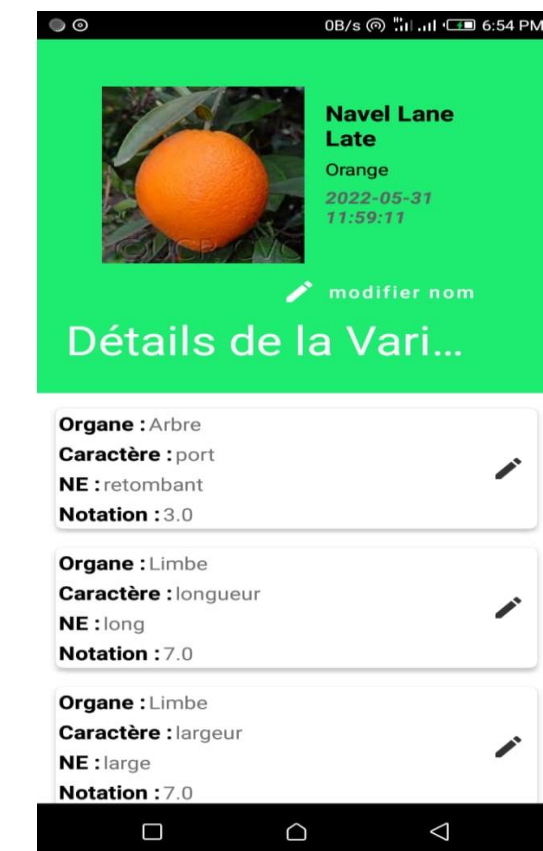 0B/s 6:54 PM
Navel Lane
Late
Orange
2022-05-31
11:59:11
©UCR-CVC
modifier nom
Détails de la Vari...
Organe : Arbre
Caractère : port
NE : retombant
Notation : 3.0
Organe : Limbe
Caractère : longueur
NE : long
Notation : 7.0
Organe : Limbe
Caractère : largeur
NE : large
Notation : 7.0